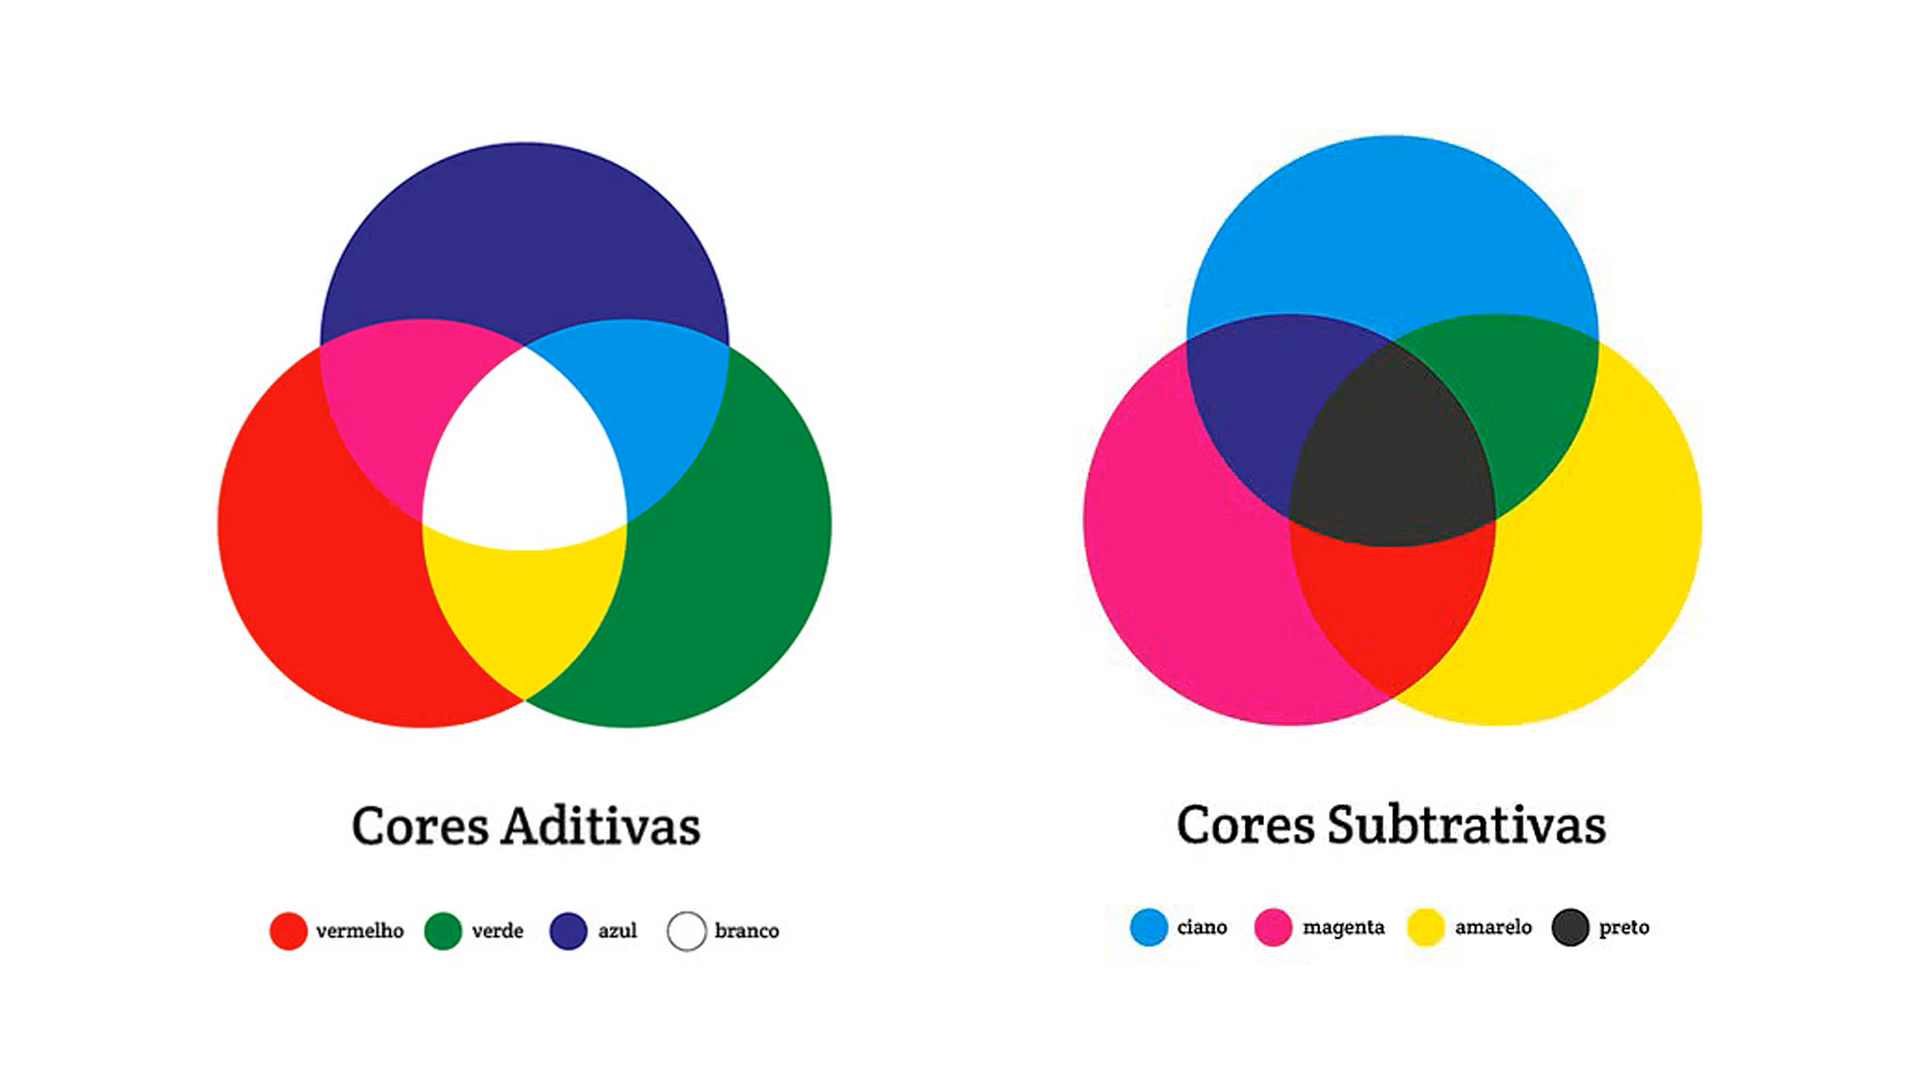 Cores Aditivas
vermelho verde azul branco
Cores Subtrativas
ciano magenta amarelo preto